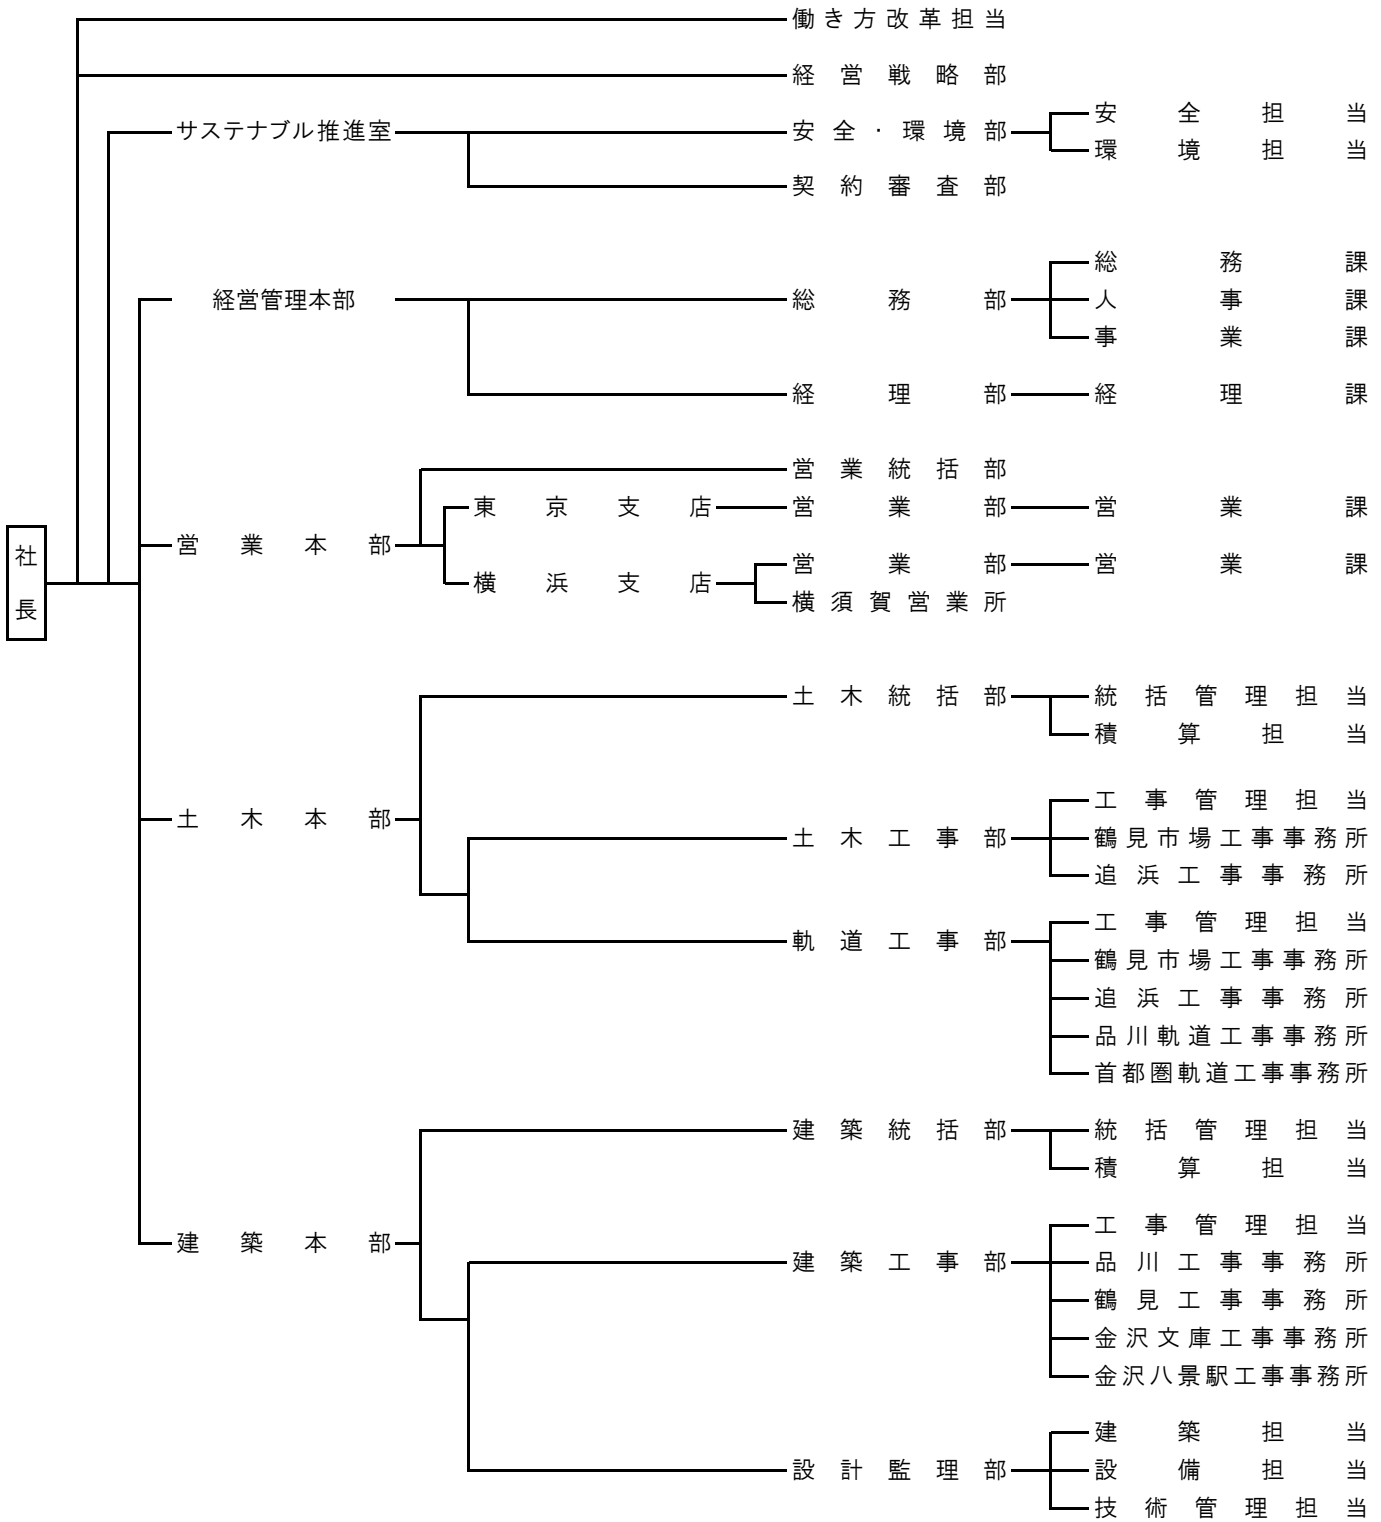 働き方改革担当
経営戦略部
サステナブル推進室
安全・環境部
安全担当
環境担当
契約審査部
経営管理本部
総務部
総務課
人事課
事業課
経理部
経理課
社長
営業本部
営業統括部
東京支店
営業部
営業課
横浜支店
営業部
営業課
横須賀営業所
土木本部
土木統括部
統括管理担当
積算担当
土木工事部
工事管理担当
鶴見市場工事事務所
追浜工事事務所
軌道工事部
工事管理担当
鶴見市場工事事務所
追浜工事事務所
品川軌道工事事務所
首都圏軌道工事事務所
建築本部
建築統括部
統括管理担当
積算担当
建築工事部
工事管理担当
品川工事事務所
鶴見工事事務所
金沢文庫工事事務所
金沢八景駅工事事務所
設計監理部
建築担当
設備担当
技術管理担当